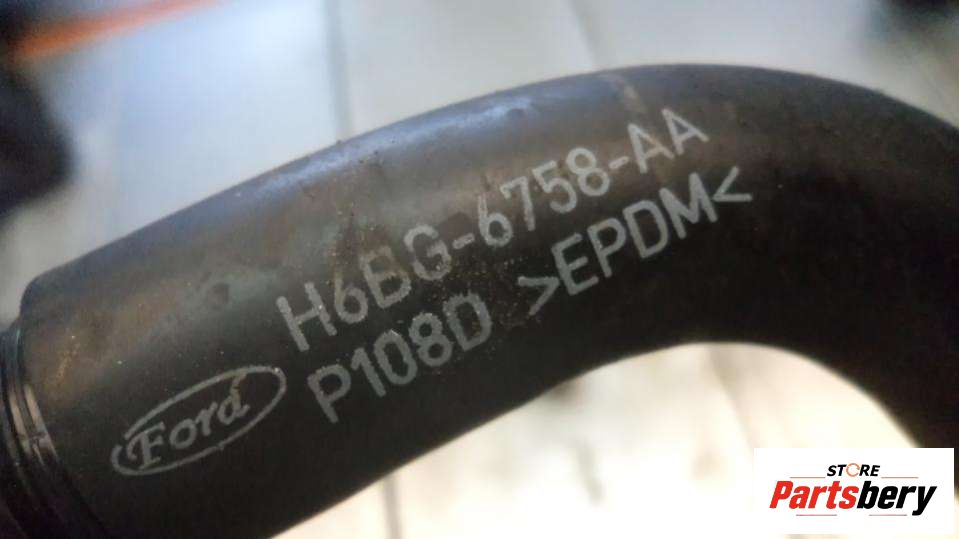 H6BG-6758-AA
P108D >EPDM<
Ford
STORE
Partsbery